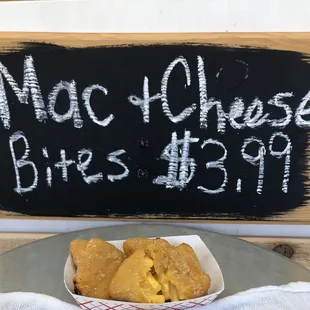 Mac + Cheese
Bites: $3.99